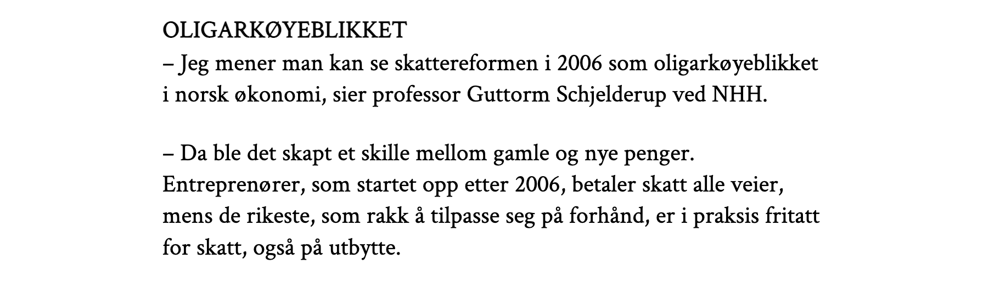 OLIGARKØYEBLIKKET
– Jeg mener man kan se skattereformen i 2006 som oligarkøyeblikket
i norsk økonomi, sier professor Guttorm Schjelderup ved NHH.
– Da ble det skapt et skille mellom gamle og nye penger.
Entreprenører, som startet opp etter 2006, betaler skatt alle veier,
mens de rikeste, som rakk å tilpasse seg på forhånd, er i praksis fritatt
for skatt, også på utbytte.